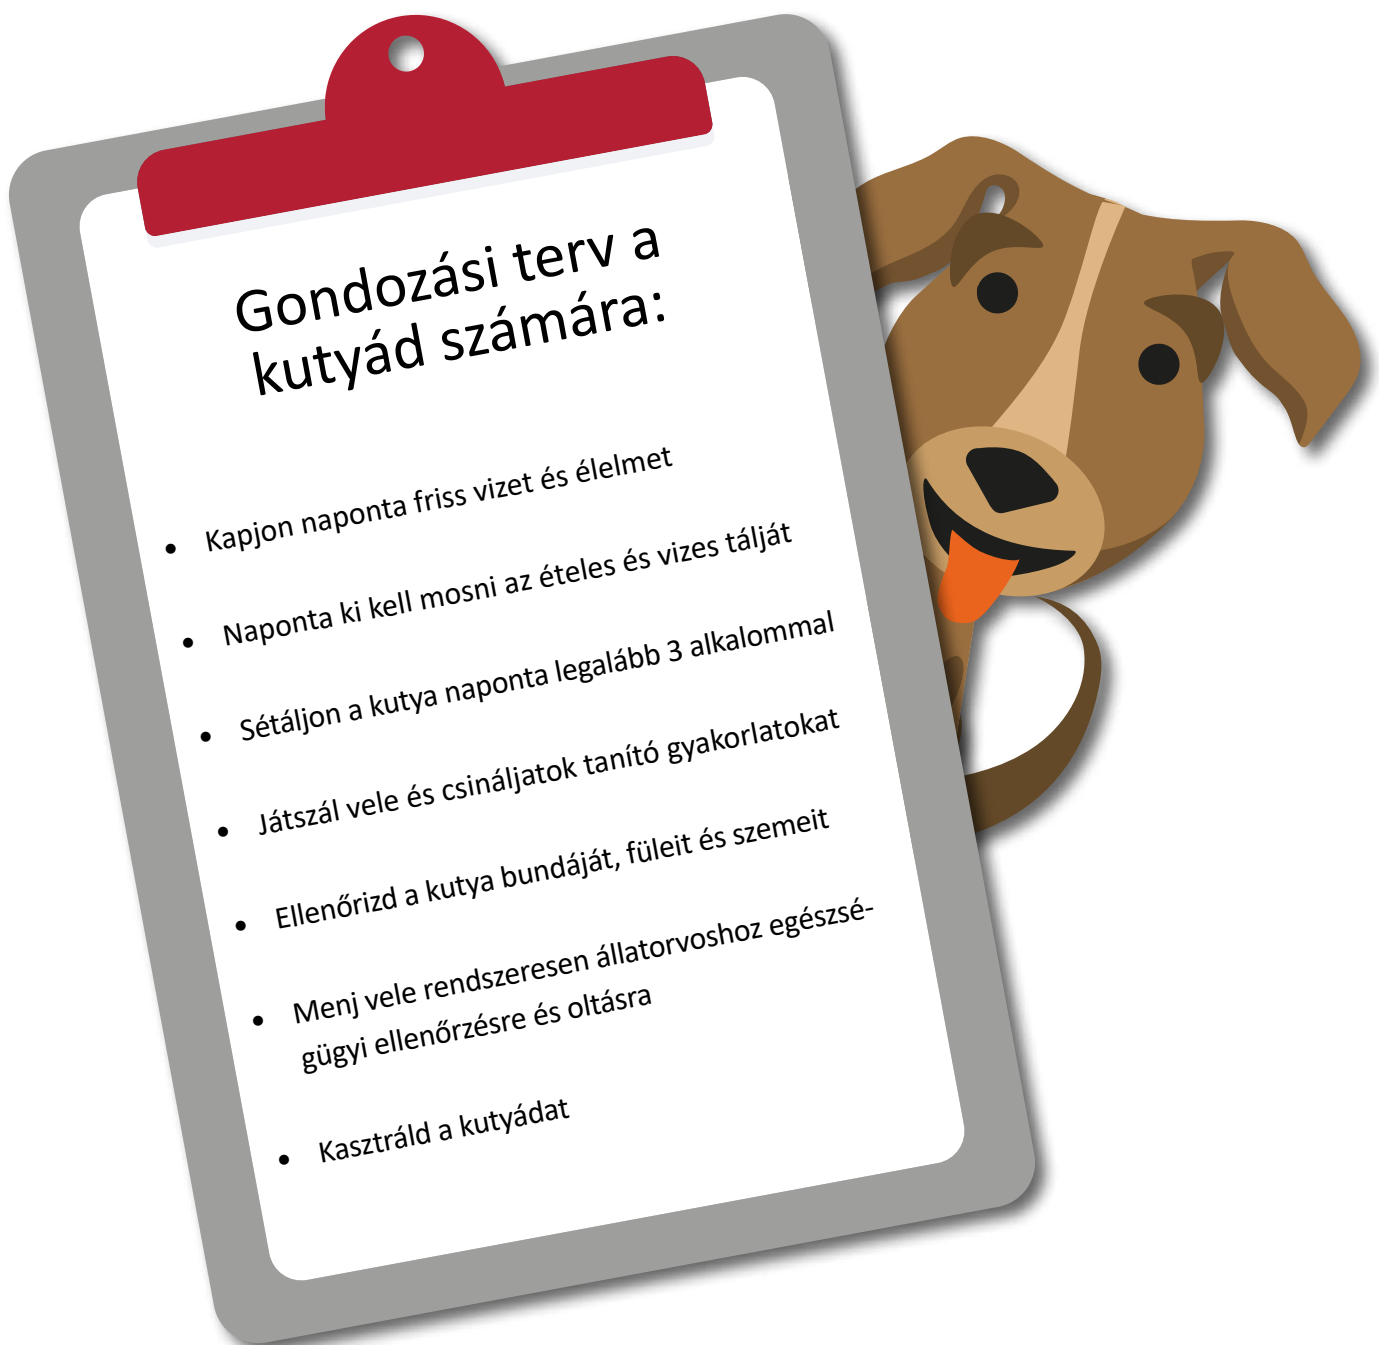 Gondozási terv a
kutyád számára:
• Kapjon naponta friss vizet és élelmet
• Naponta ki kell mosni az ételes és vizes tálját
• Sétáljon a kutya naponta legalább 3 alkalommal
• Játszál vele és csináljatok tanító gyakorlatokat
• Ellenőrizd a kutya bundáját, füleit és szemeit
• Menj vele rendszeresen állatorvoshoz egészsé-
gügyi ellenőrzésre és oltásra
• Kasztráld a kutyádat